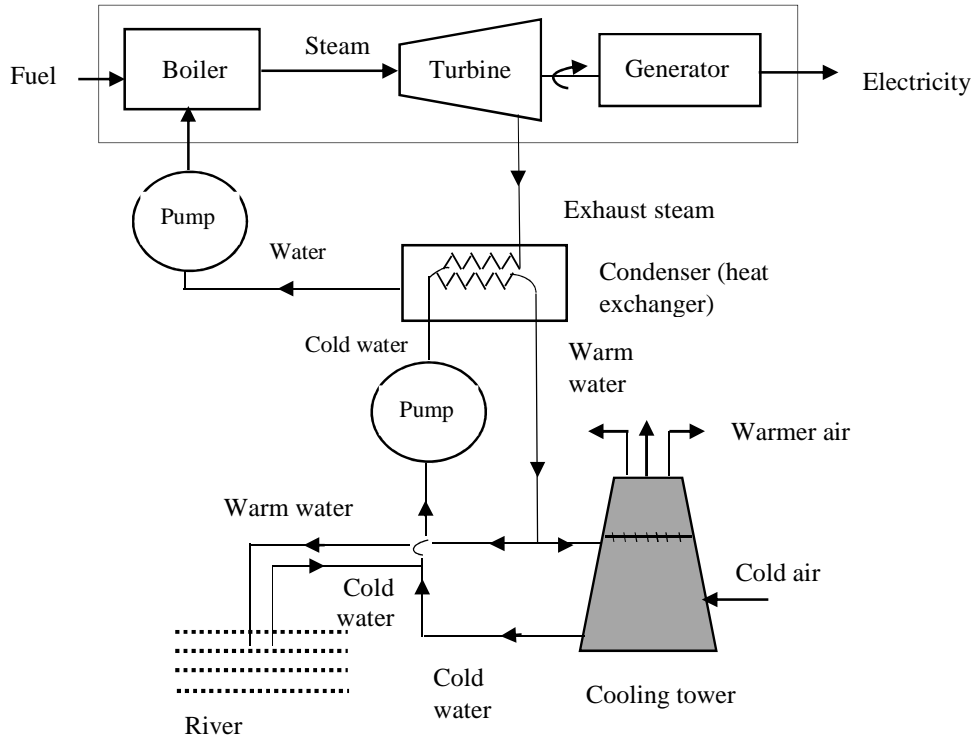 Steam
Fuel
Boiler
Turbine
Generator
Electricity
Pump
Exhaust steam
Water
Condenser (heat
exchanger)
Cold water
Warm
water
Pump
Warmer air
Warm water
Cold air
Cold
water
Cold
water
Cooling tower
River